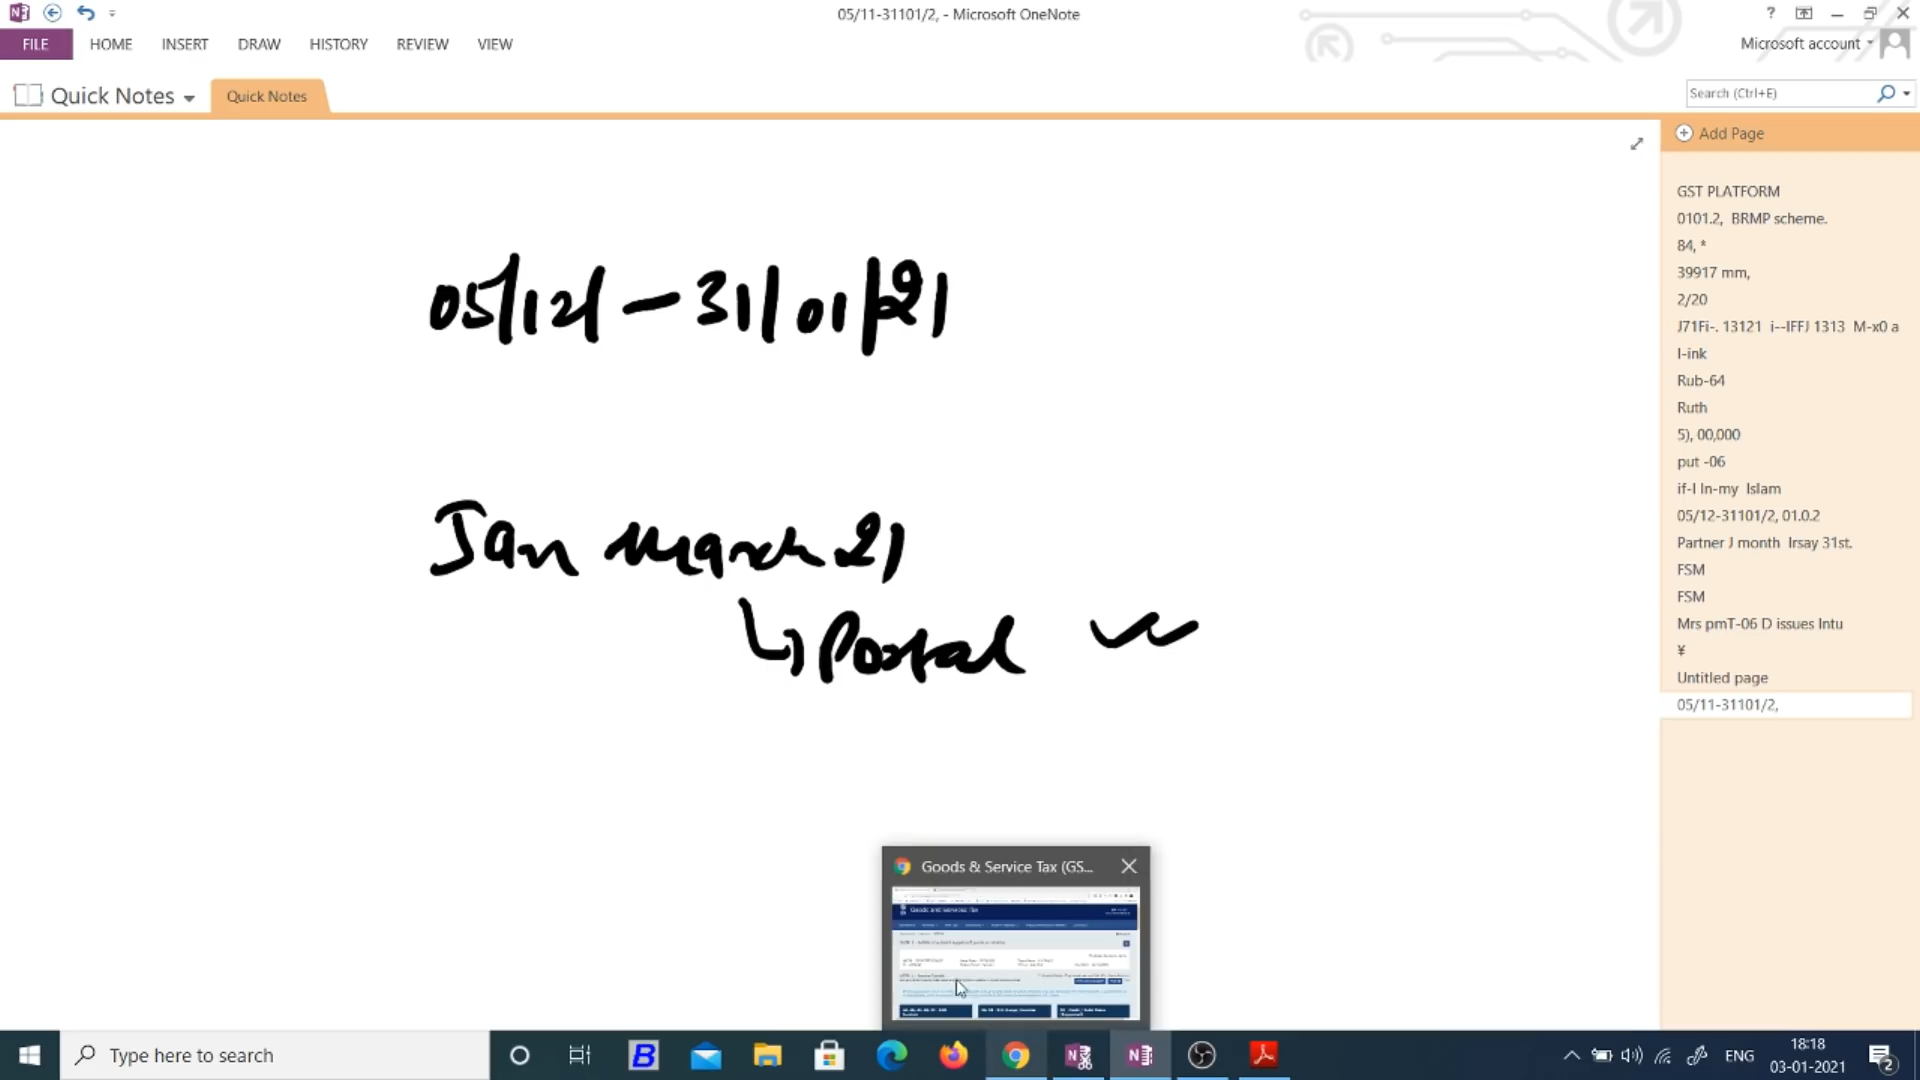 05/11-31101/2, - Microsoft OneNote
?
FILE HOME INSERT DRAW HISTORY REVIEW VIEW
Microsoft account
Quick Notes
Quick Notes
Search (Ctrl+E)
Add Page
GST PLATFORM
0101.2, BRMP scheme.
84, *
39917 mm,
2/20
J71Fi-. 13121 i--IFFJ 1313 M-x0 a
I-ink
Rub-64
Ruth
5), 00,000
put -06
if-I In-my Islam
05/12-31101/2, 01.0.2
Partner J month Irsay 31st.
FSM
FSM
Mrs pmT-06 D issues Intu
¥
Untitled page
05/11-31101/2,
05/12/ - 31/01/21
Jan March 21
Portal
Goods & Service Tax (GS...
Goods and Services Tax
Type here to search
B
ENG
18:18
03-01-2021
2